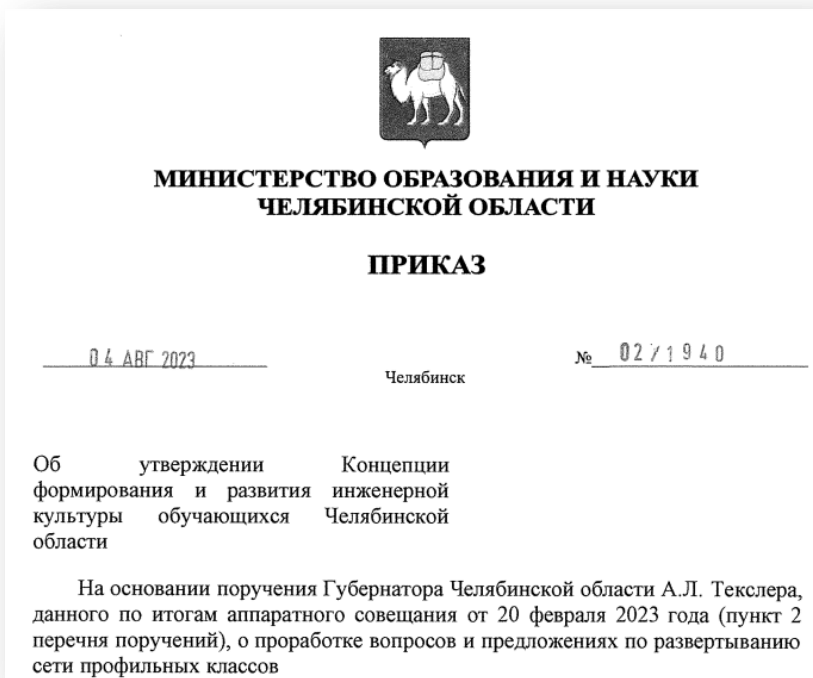 МИНИСТЕРСТВО ОБРАЗОВАНИЯ И НАУКИ
ЧЕЛЯБИНСКОЙ ОБЛАСТИ
ПРИКАЗ
04 АВГ 2023
№ 02/1940
Челябинск
Об утверждении Концепции
формирования и развития инженерной
культуры обучающихся Челябинской
области
На основании поручения Губернатора Челябинской области А.Л. Текслера,
данного по итогам аппаратного совещания от 20 февраля 2023 года (пункт 2
перечня поручений), о проработке вопросов и предложениях по развертыванию
сети профильных классов